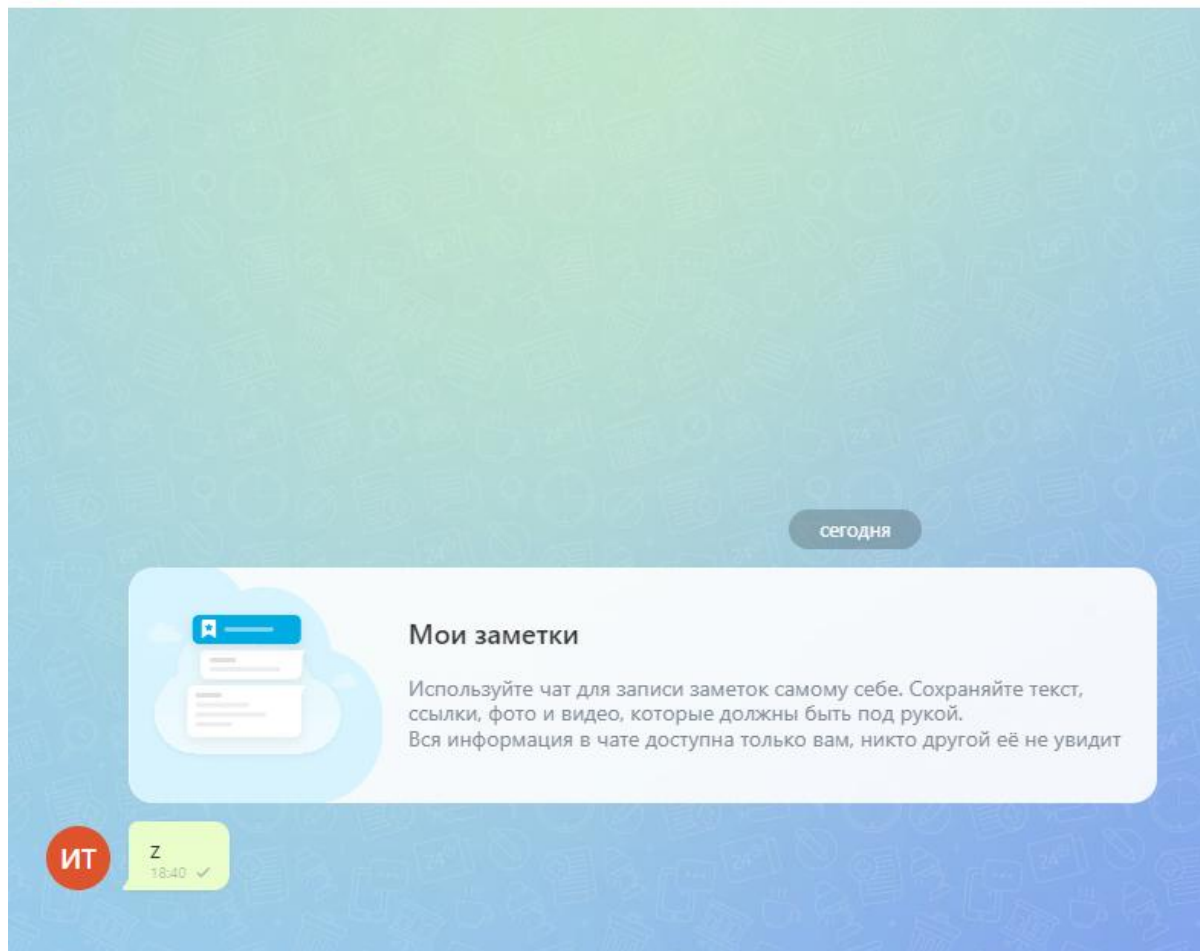 сегодня
Мои заметки
Используйте чат для записи заметок самому себе. Сохраняйте текст,
ссылки, фото и видео, которые должны быть под рукой.
Вся информация в чате доступна только вам, никто другой её не увидит
ИТ
z
18:40